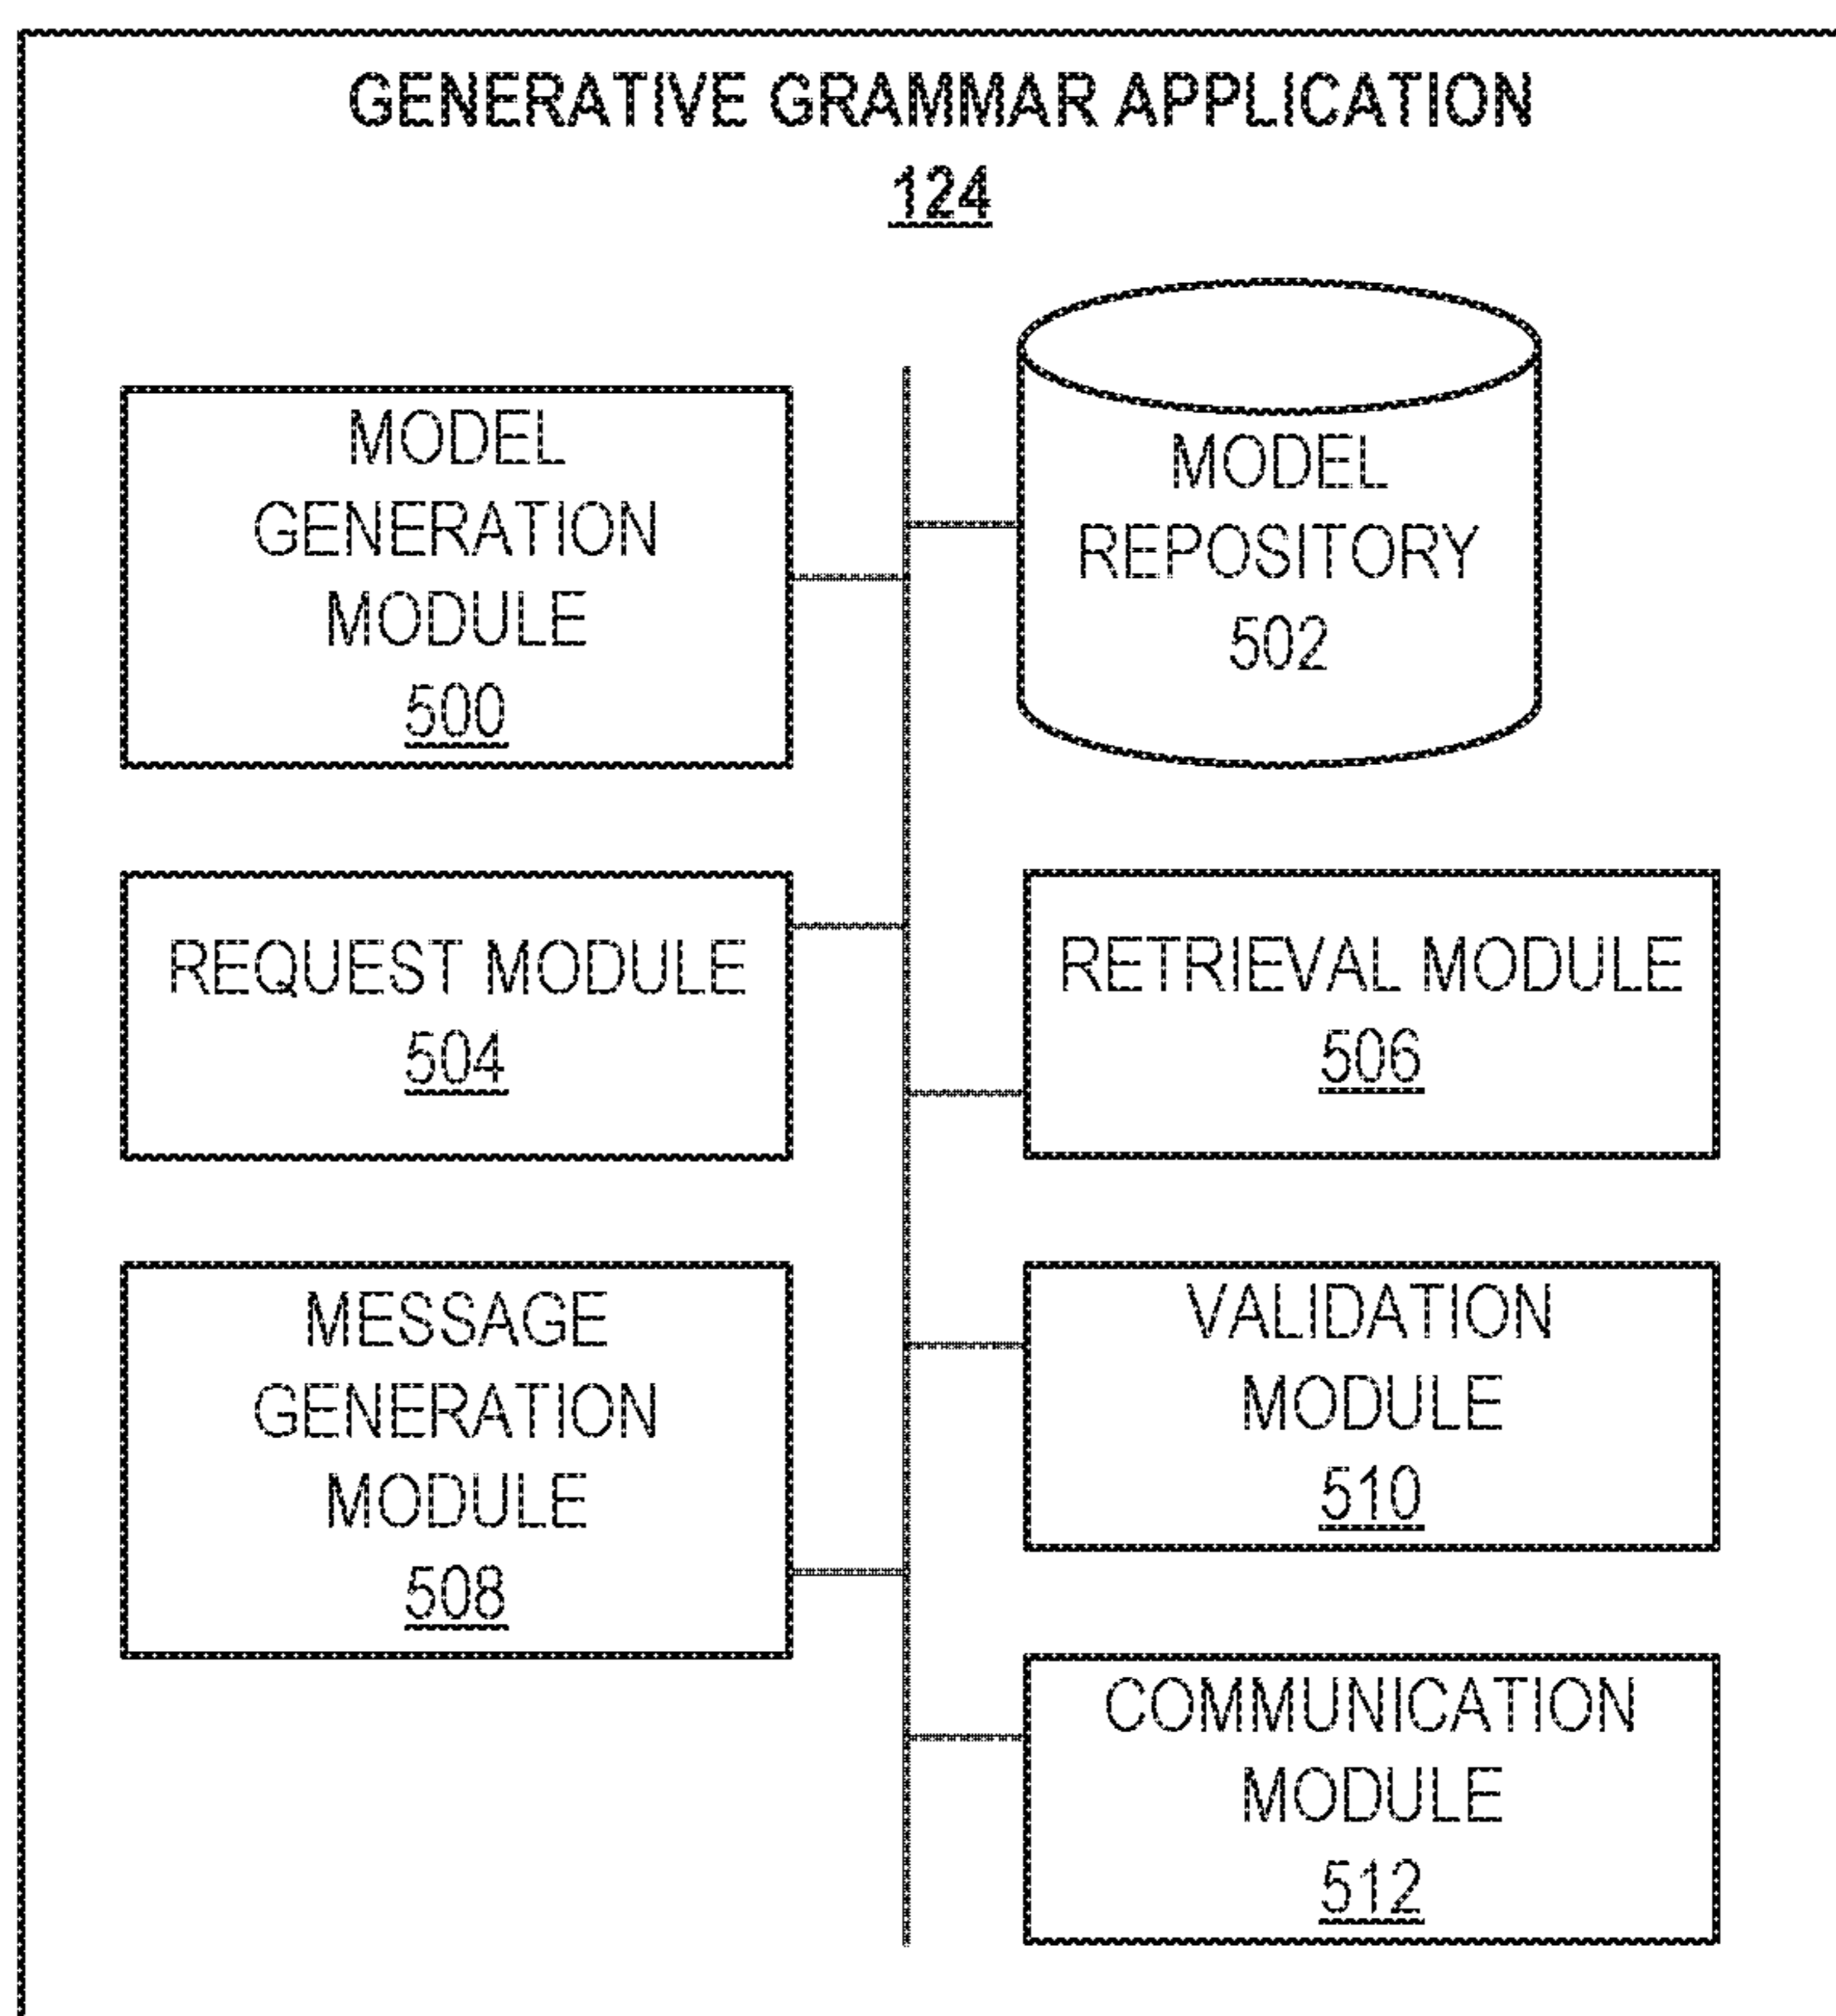 GENERATIVE GRAMMAR APPLICATION
124
MODEL
GENERATION
MODULE
500
MODEL
REPOSITORY
502
REQUEST MODULE
504
RETRIEVAL MODULE
506
MESSAGE
GENERATION
MODULE
508
VALIDATION
MODULE
510
COMMUNICATION
MODULE
512